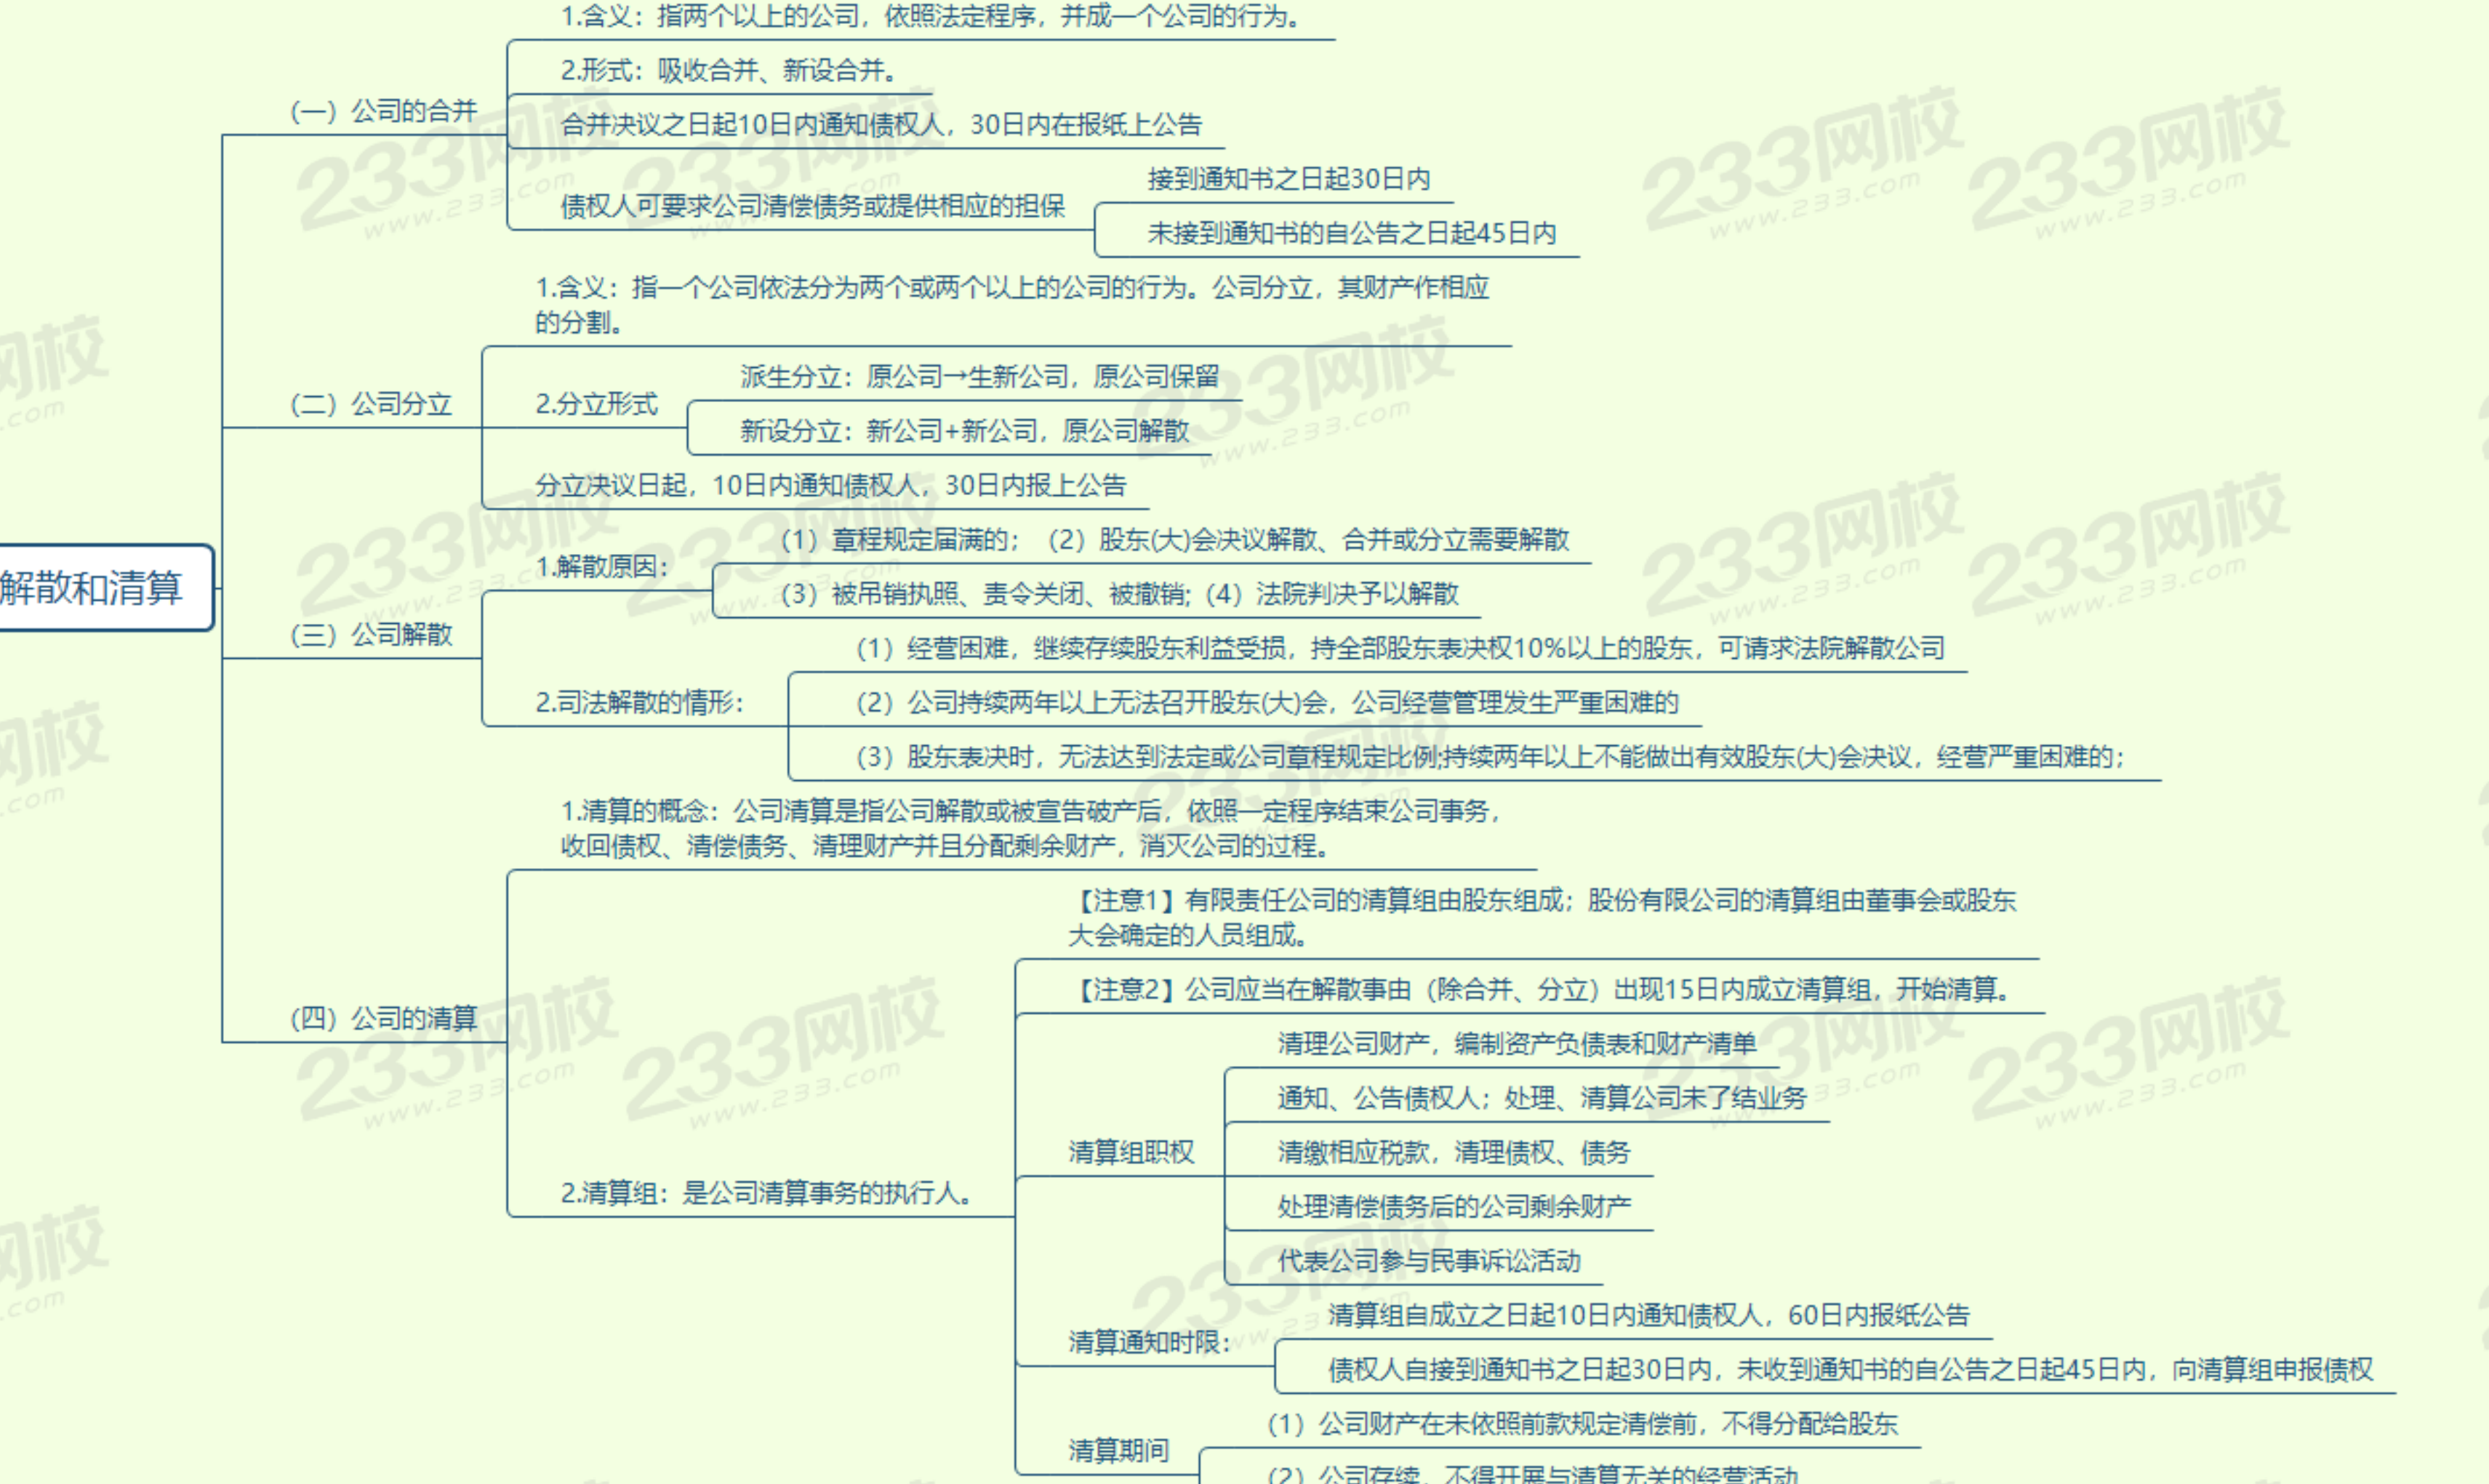 1.含义：指两个以上的公司，依照法定程序，并成一个公司的行为。
2.形式：吸收合并、新设合并。
（一）公司的合并
合并决议之日起10日内通知债权人，30日内在报纸上公告
接到通知书之日起30日内
债权人可要求公司清偿债务或提供相应的担保
未接到通知书的自公告之日起45日内
1.含义：指一个公司依法分为两个或两个以上的公司的行为。公司分立，其财产作相应
的分割。
派生分立：原公司→生新公司，原公司保留
（二）公司分立
2.分立形式
新设分立：新公司+新公司，原公司解散
分立决议日起，10日内通知债权人，30日内报上公告
（1）章程规定届满的；（2）股东(大)会决议解散、合并或分立需要解散
1.解散原因：
（3）被吊销执照、责令关闭、被撤销;（4）法院判决予以解散
解散和清算
（三）公司解散
（1）经营困难，继续存续股东利益受损，持全部股东表决权10%以上的股东，可请求法院解散公司
2.司法解散的情形：
（2）公司持续两年以上无法召开股东(大)会，公司经营管理发生严重困难的
（3）股东表决时，无法达到法定或公司章程规定比例;持续两年以上不能做出有效股东(大)会决议，经营严重困难的；
1.清算的概念：公司清算是指公司解散或被宣告破产后，依照一定程序结束公司事务，
收回债权、清偿债务、清理财产并且分配剩余财产，消灭公司的过程。
【注意1】有限责任公司的清算组由股东组成；股份有限公司的清算组由董事会或股东
大会确定的人员组成。
【注意2】公司应当在解散事由（除合并、分立）出现15日内成立清算组，开始清算。
（四）公司的清算
清理公司财产，编制资产负债表和财产清单
通知、公告债权人；处理、清算公司未了结业务
清算组职权
清缴相应税款，清理债权、债务
2.清算组：是公司清算事务的执行人。
处理清偿债务后的公司剩余财产
代表公司参与民事诉讼活动
清算组自成立之日起10日内通知债权人，60日内报纸公告
清算通知时限：
债权人自接到通知书之日起30日内，未收到通知书的自公告之日起45日内，向清算组申报债权
（1）公司财产在未依照前款规定清偿前，不得分配给股东
清算期间
（2）公司存续，不得开展与清算无关的经营活动
233网校
www.233.com